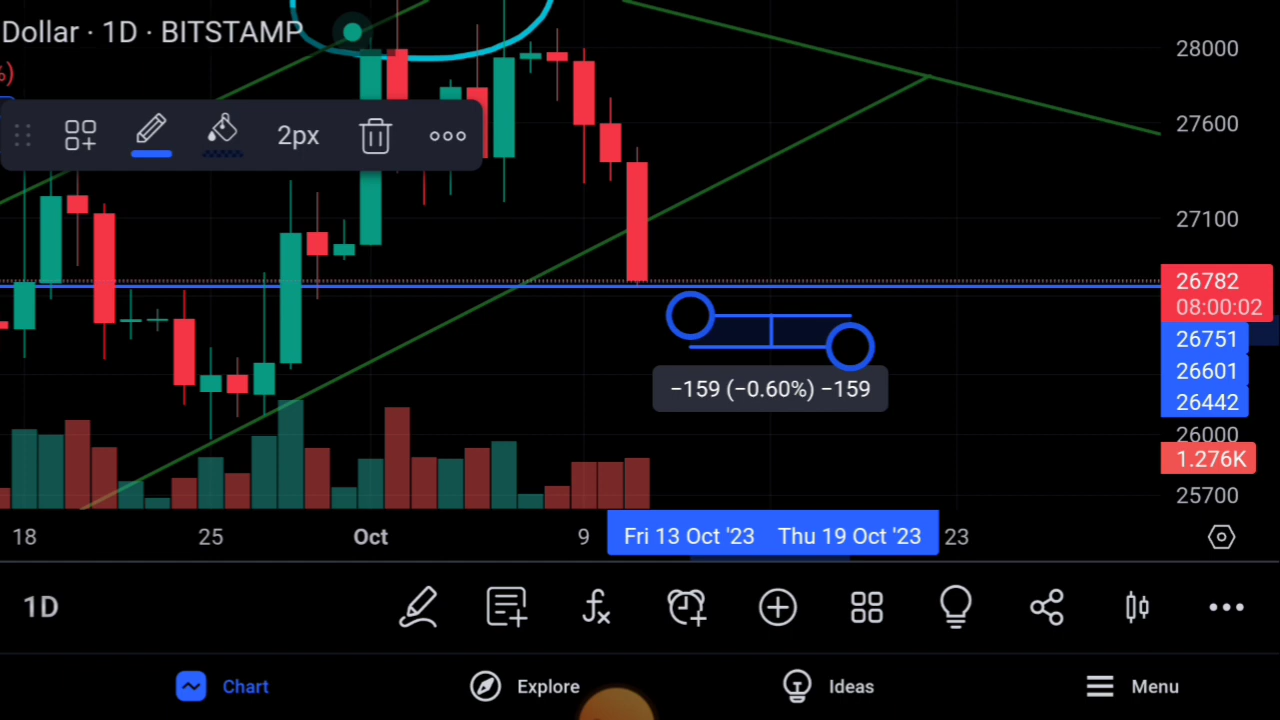 Dollar · 1D · BITSTAMP
%)
2px
28000
27600
27100
26782
08:00:02
26751
26601
26442
26000
1.276K
25700
−159 (−0.60%) −159
18 25 Oct 9 Fri 13 Oct '23 Thu 19 Oct '23 23
1D
Chart Explore Ideas Menu